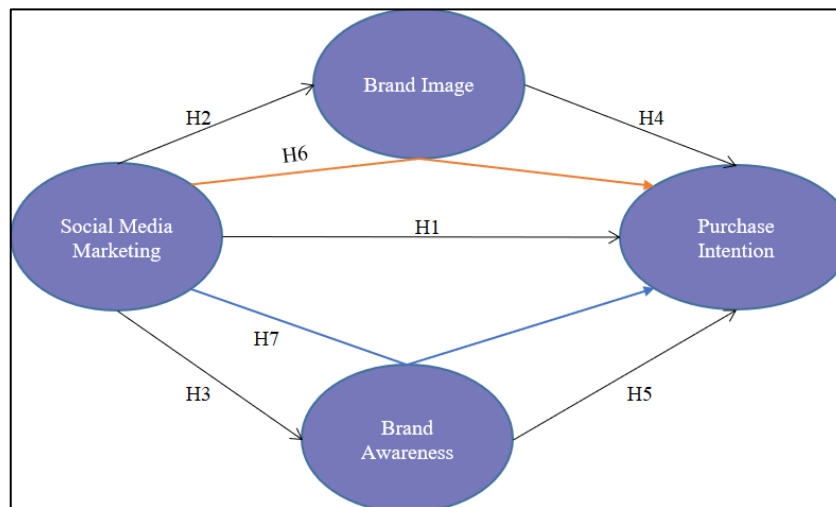 Brand Image
H2
H4
H6
Social Media
Marketing
H1
Purchase
Intention
H7
H3
H5
Brand
Awareness